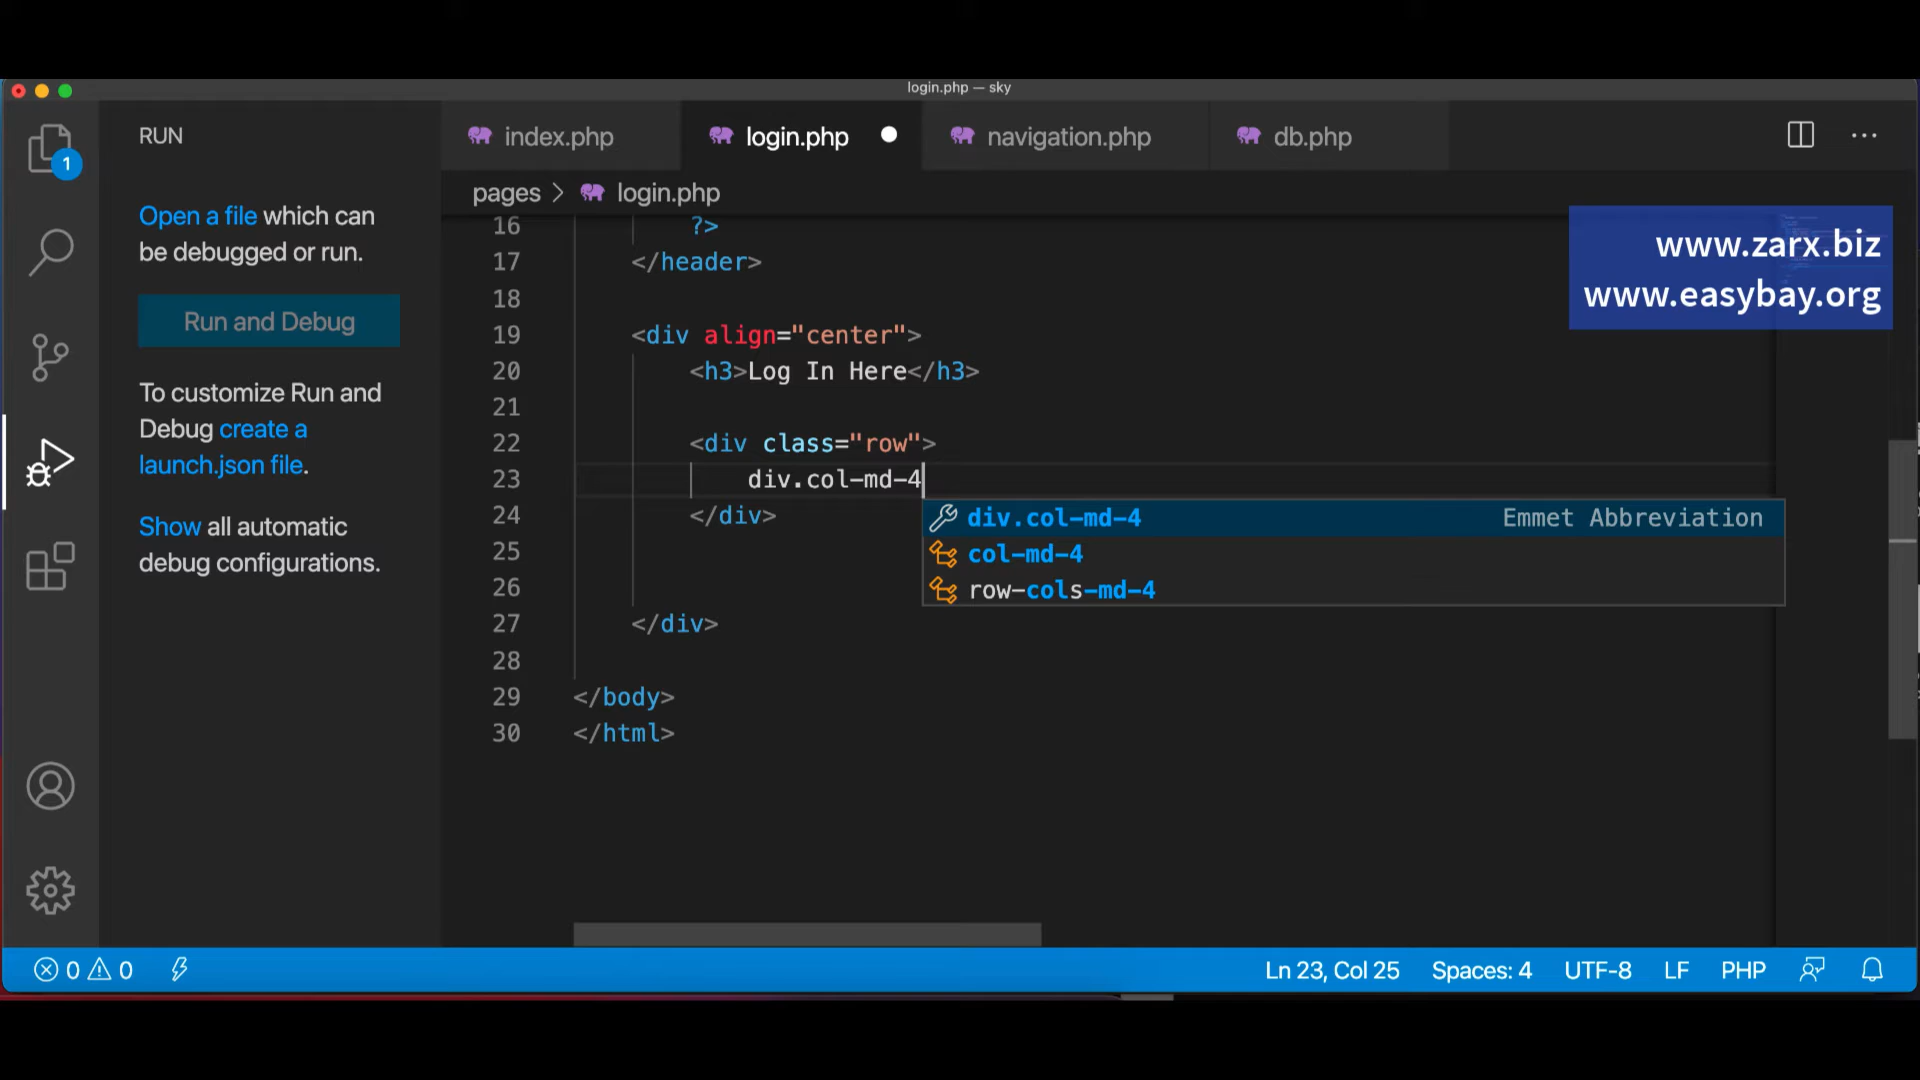 login.php — sky
RUN
index.php
login.php
navigation.php
db.php
pages > login.php
1
Open a file which can
be debugged or run.
Run and Debug
To customize Run and
Debug create a
launch.json file.
Show all automatic
debug configurations.
www.zarx.biz
www.easybay.org
16 ?>
17 </header>
18
19 <div align="center">
20 <h3>Log In Here</h3>
21
22 <div class="row">
23 div.col-md-4
24 </div>
25
26
27 </div>
28
29 </body>
30 </html>
div.col-md-4 Emmet Abbreviation
col-md-4
row-cols-md-4
0 0 Ln 23, Col 25 Spaces: 4 UTF-8 LF PHP